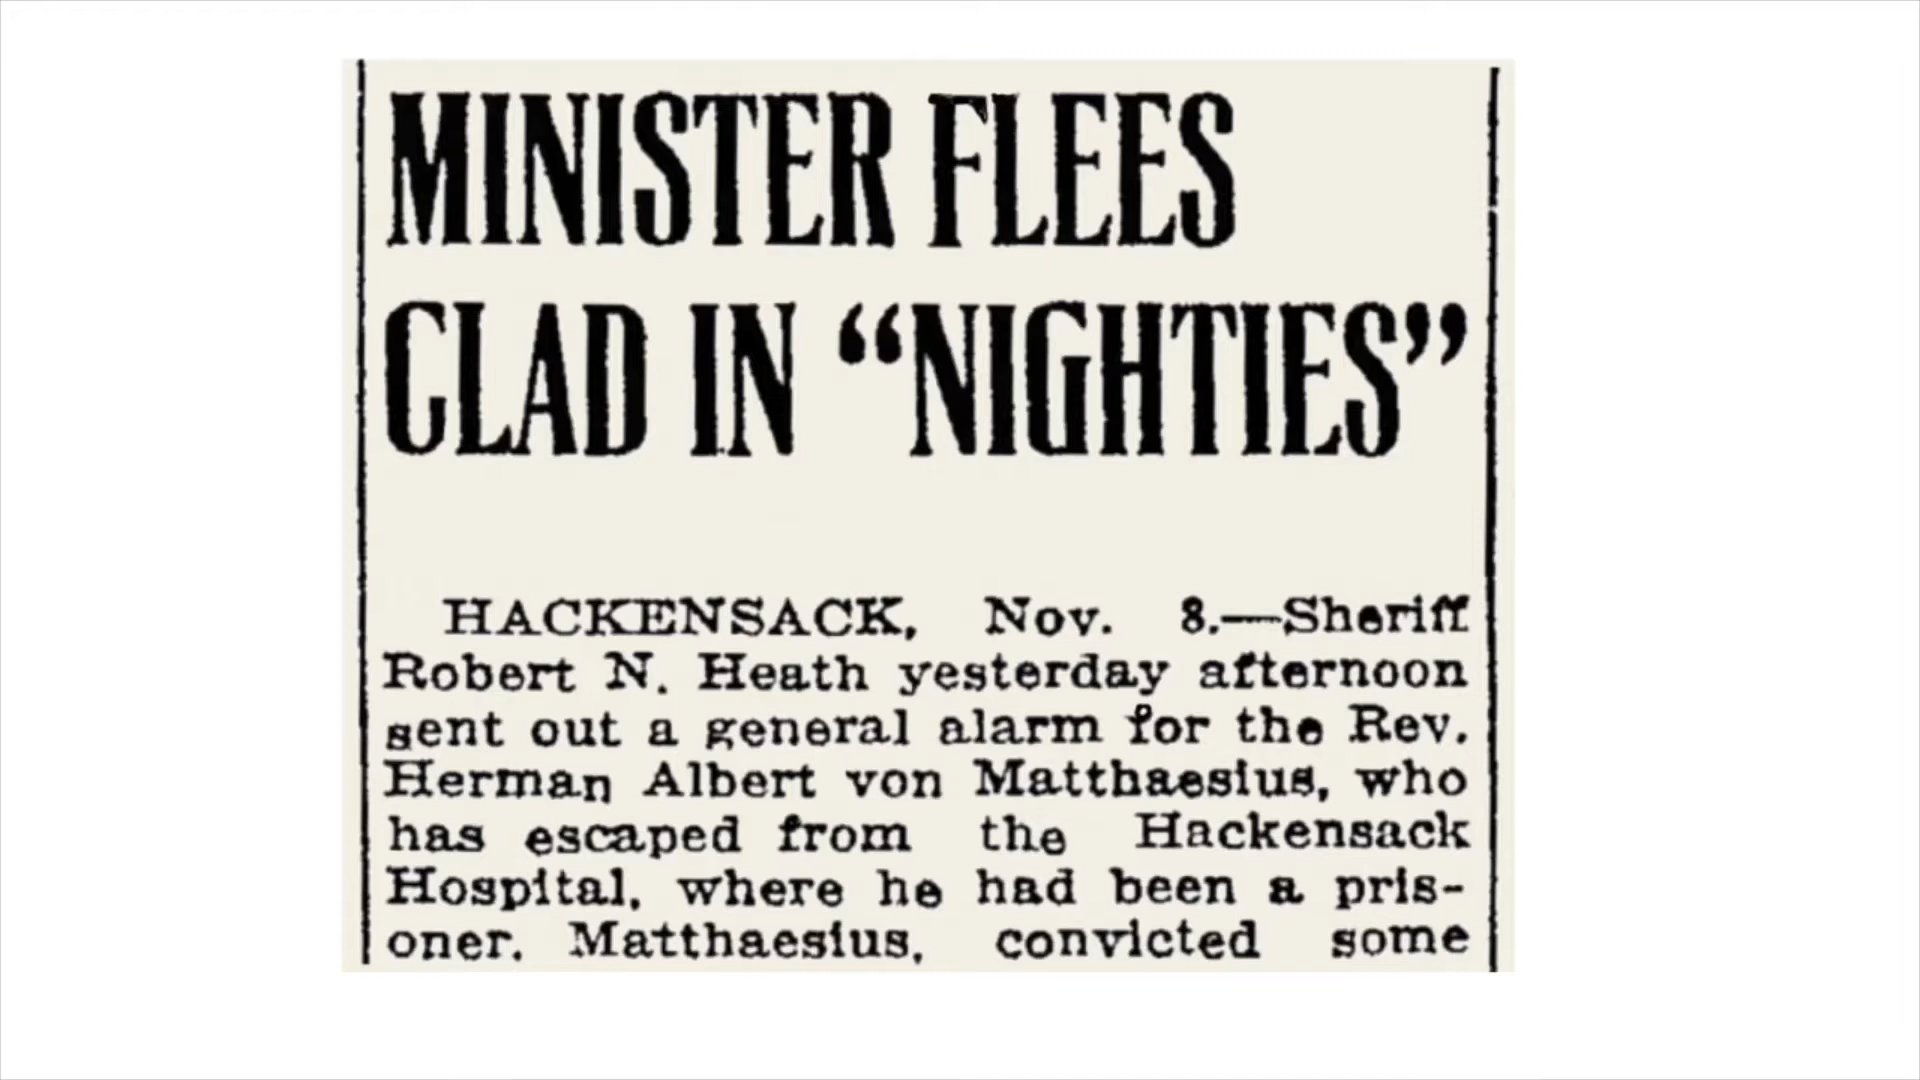 MINISTER FLEES
CLAD IN “NIGHTIES”
HACKENSACK, Nov. 8.—Sheriff
Robert N. Heath yesterday afternoon
sent out a general alarm for the Rev.
Herman Albert von Matthaesius, who
has escaped from the Hackensack
Hospital, where he had been a pris-
oner. Matthaesius, convicted some